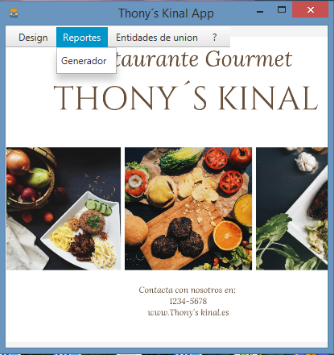 Thony´s Kinal App
Design Reportes Entidades de union ?
Generador
staurante Gourmet
THONY´S KINAL
Contacta con nosotros en:
1234-5678
www.Thony's kinal.es